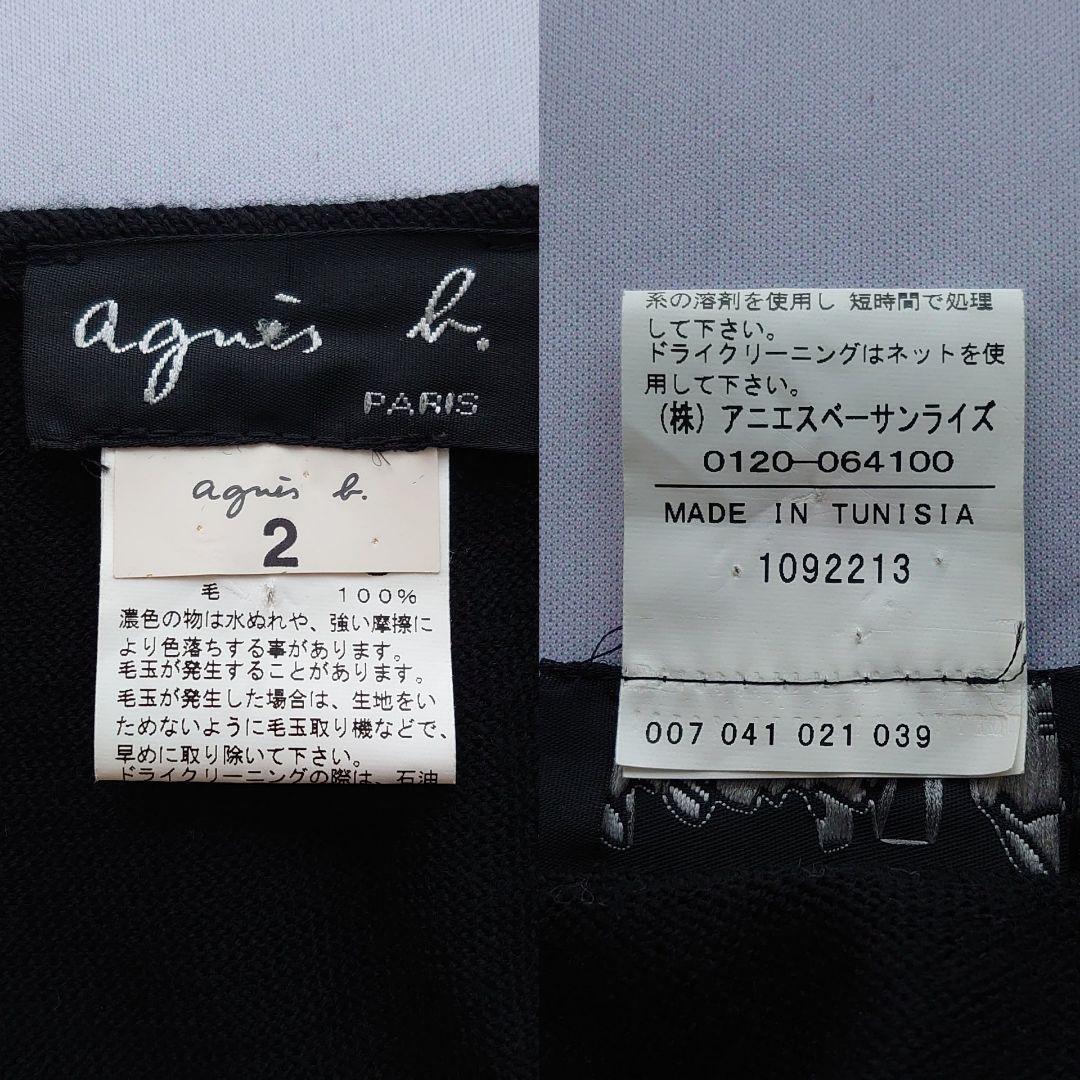 agnès b.
PARIS
agnès b.
2
毛 100%
濃色の物は水ぬれや、強い摩擦に
より色落ちする事があります。
毛玉が発生することがあります。
毛玉が発生した場合は、生地をい
ためないように毛玉取り機などで、
早めに取り除いて下さい。
ドライクリーニングの際は、石油
系の溶剤を使用し 短時間で処理
して下さい。
ドライクリーニングはネットを使
用して下さい。
(株) アニエスベーサンライズ
0120-064100
MADE IN TUNISIA
1092213
007 041 021 039